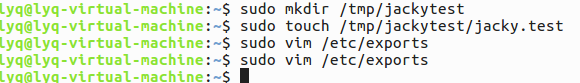 lyq@lyq-virtual-machine:~$ sudo mkdir /tmp/jackytest
lyq@lyq-virtual-machine:~$ sudo touch /tmp/jackytest/jacky.test
lyq@lyq-virtual-machine:~$ sudo vim /etc/exports
lyq@lyq-virtual-machine:~$ sudo vim /etc/exports
lyq@lyq-virtual-machine:~$